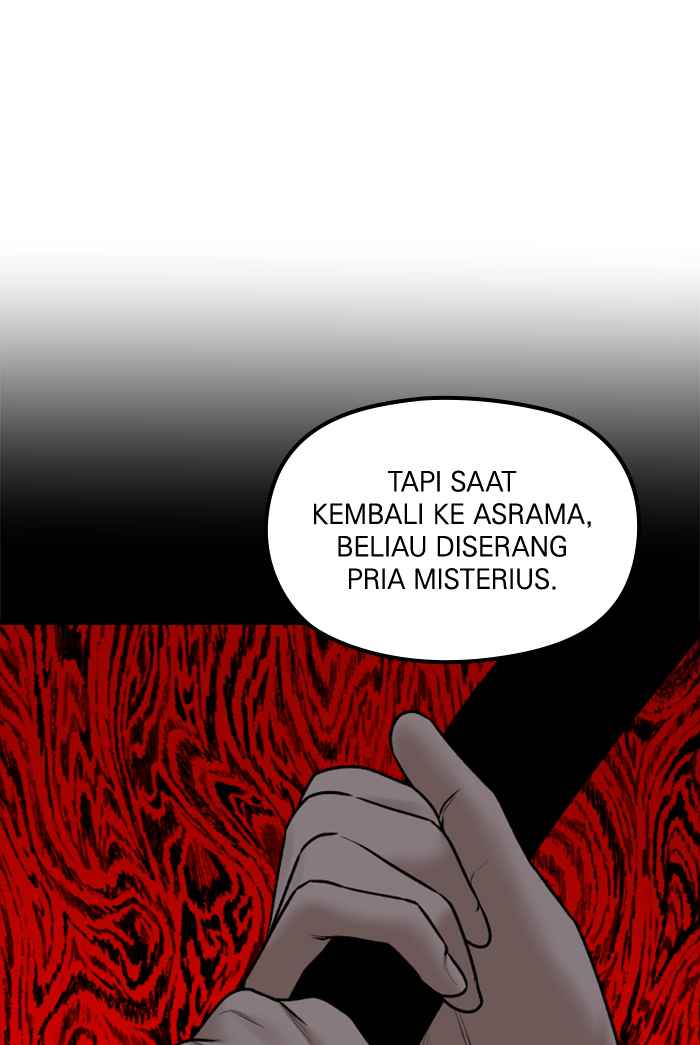 TAPI SAAT
KEMBALI KE ASRAMA,
BELIAU DISERANG
PRIA MISTERIUS.